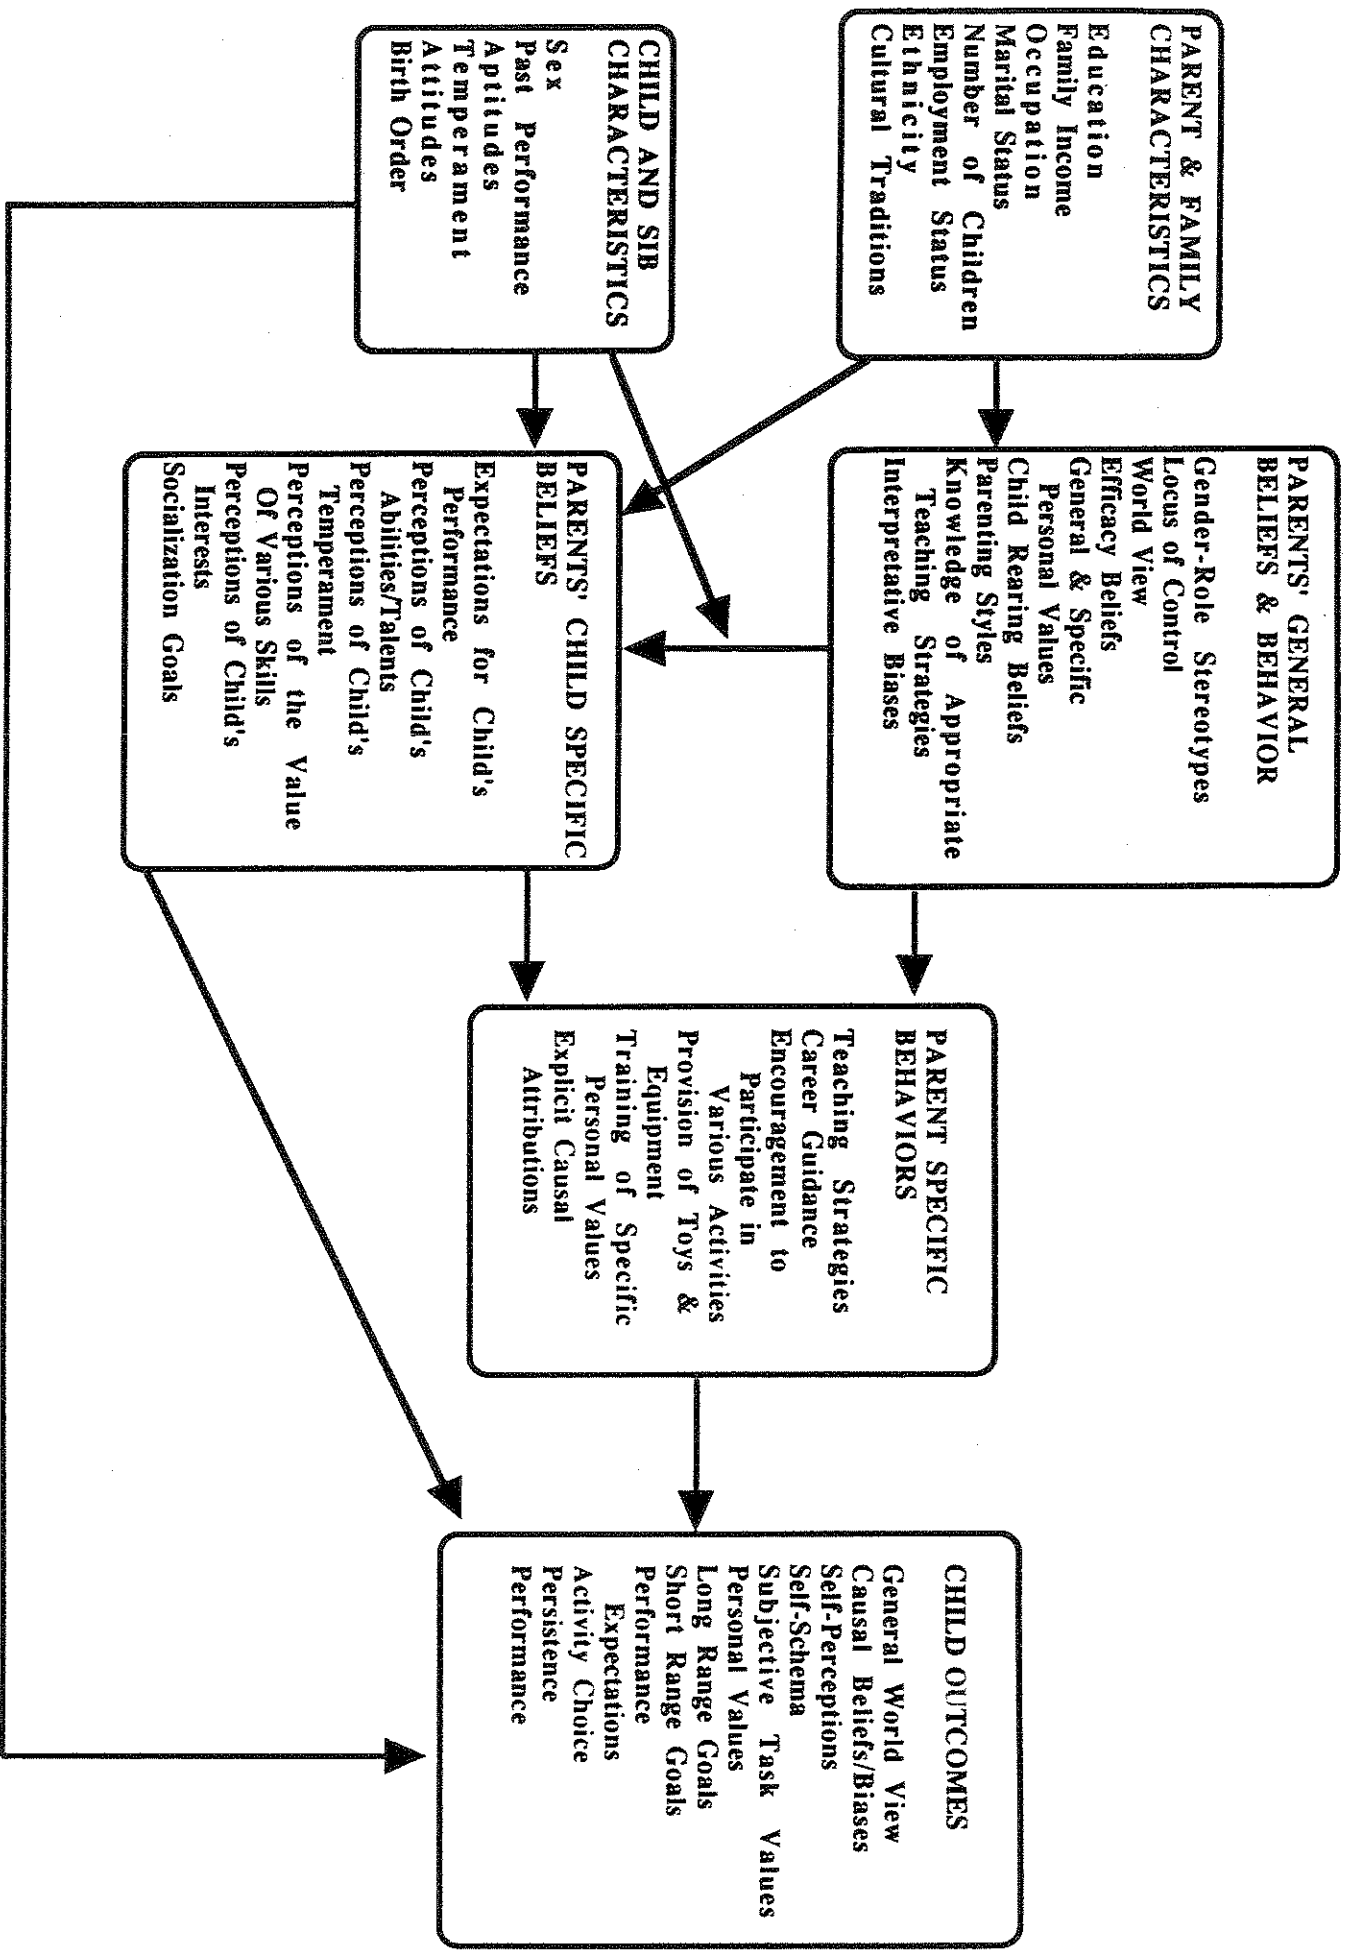 PARENT & FAMILY
CHARACTERISTICS
Education
Family Income
Occupation
Marital Status
Number of Children
Employment Status
Ethnicity
Cultural Traditions
CHILD AND SIB
CHARACTERISTICS
Sex
Past Performance
Aptitudes
Temperament
Attitudes
Birth Order
PARENTS' GENERAL
BELIEFS & BEHAVIOR
Gender-Role Stereotypes
Locus of Control
World View
Efficacy Beliefs
General & Specific
Personal Values
Child Rearing Beliefs
Parenting Styles
Knowledge of Appropriate
Teaching Strategies
Interpretative Biases
PARENTS' CHILD SPECIFIC
BELIEFS
Expectations for Child's
Performance
Perceptions of Child's
Abilities/Talents
Perceptions of Child's
Temperament
Perceptions of the Value
Of Various Skills
Perceptions of Child's
Interests
Socialization Goals
PARENT SPECIFIC
BEHAVIORS
Teaching Strategies
Career Guidance
Encouragement to
Participate in
Various Activities
Provision of Toys &
Equipment
Training of Specific
Personal Values
Explicit Causal
Attributions
CHILD OUTCOMES
General World View
Causal Beliefs/Biases
Self-Perceptions
Self-Schema
Subjective Task Values
Personal Values
Long Range Goals
Short Range Goals
Performance
Expectations
Activity Choice
Persistence
Performance